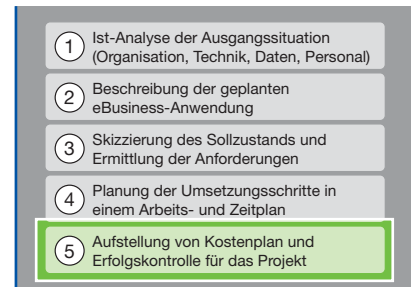 1 Ist-Analyse der Ausgangssituation
(Organisation, Technik, Daten, Personal)
2 Beschreibung der geplanten
eBusiness-Anwendung
3 Skizzierung des Sollzustands und
Ermittlung der Anforderungen
4 Planung der Umsetzungsschritte in
einem Arbeits- und Zeitplan
5 Aufstellung von Kostenplan und
Erfolgskontrolle für das Projekt